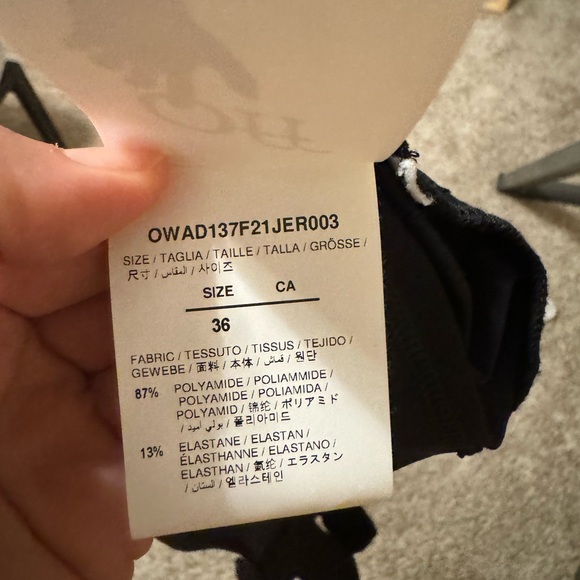 OWAD137F21JER003
SIZE / TAGLIA / TAILLE / TALLA / GRÖSSE /
尺寸 / المقاس / 사이즈
SIZE CA
36
FABRIC / TESSUTO / TISSUS / TEJIDO /
GEWEBE / 面料 / 本体 / قماش / 원단
87% POLYAMIDE / POLIAMMIDE /
POLYAMIDE / POLIAMIDA /
POLYAMID / 锦纶 / ポリアミド
/ بولي أميد / 폴리아미드
13% ELASTANE / ELASTAN /
ÉLASTHANNE / ELASTANO /
ELASTHAN / 氨纶 / エラスタン
/ الستان / 엘라스테인